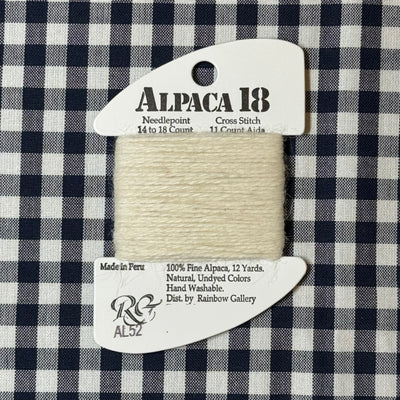 ALPACA 18
Needlepoint Cross Stitch
14 to 18 Count 11 Count Aida
Made in Peru
100% Fine Alpaca, 12 Yards.
Natural, Undyed Colors
Hand Washable.
Dist. by Rainbow Gallery
RG
AL52